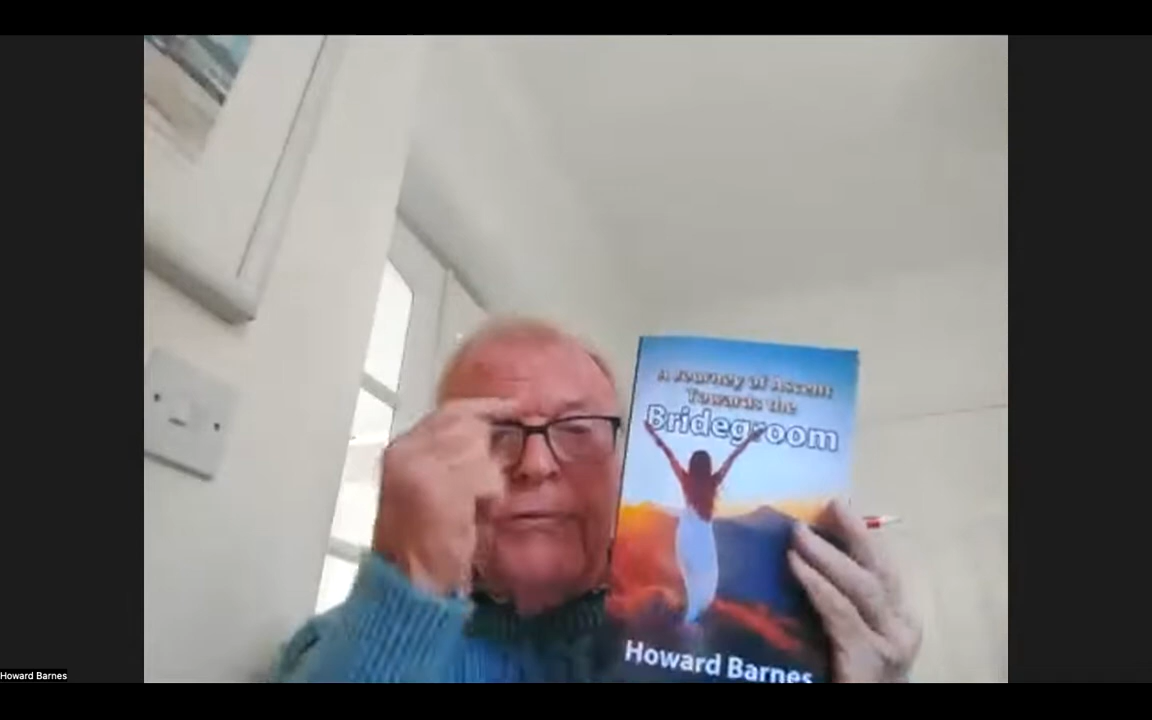 A Journey of Ascent
Towards the
Bridegroom
Howard Barnes
Howard Barnes